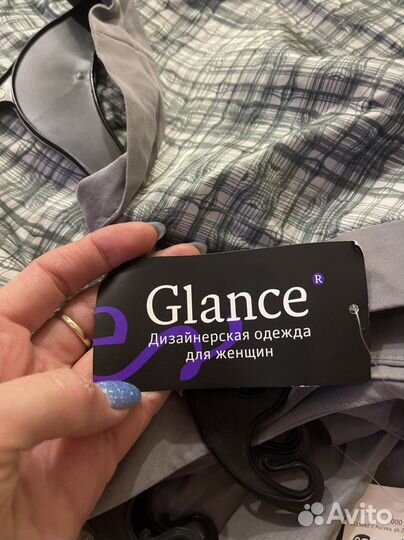 Glance®
Дизайнерская одежда
для женщин
Avito